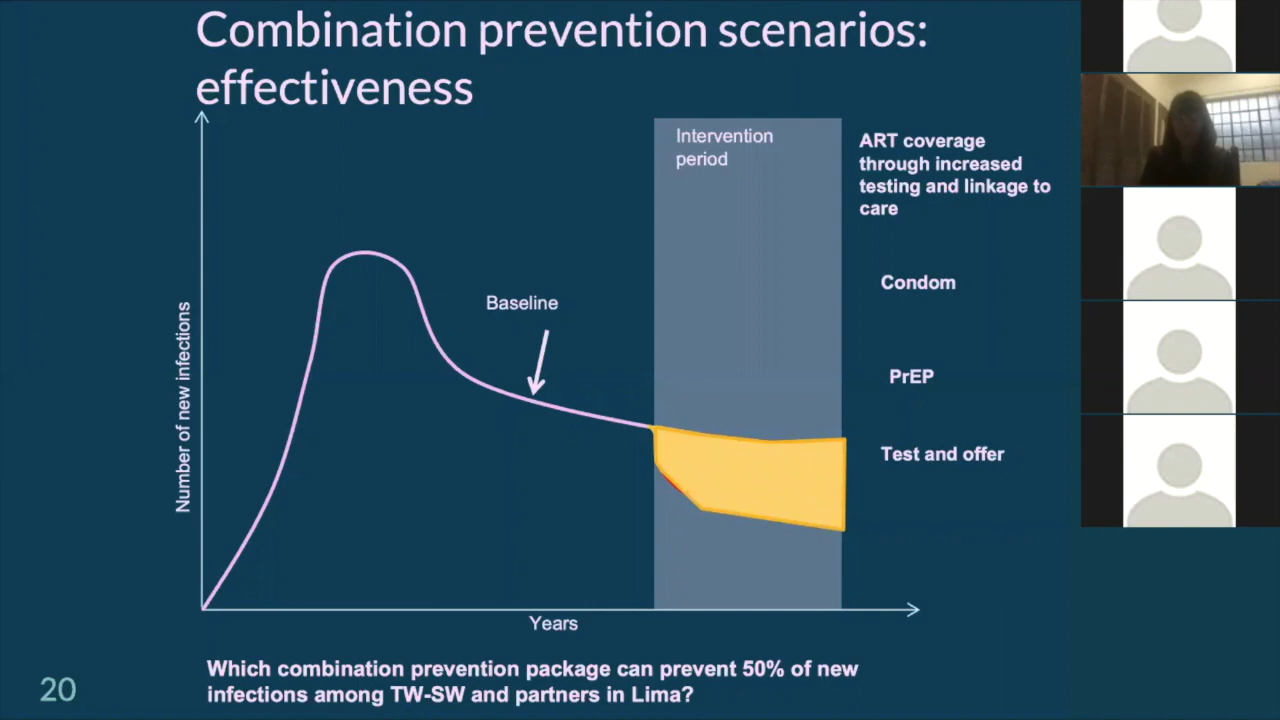 Combination prevention scenarios:
effectiveness
Intervention
period
ART coverage
through increased
testing and linkage to
care
Condom
Baseline
PrEP
Number of new infections
Test and offer
Years
Which combination prevention package can prevent 50% of new
infections among TW-SW and partners in Lima?
20